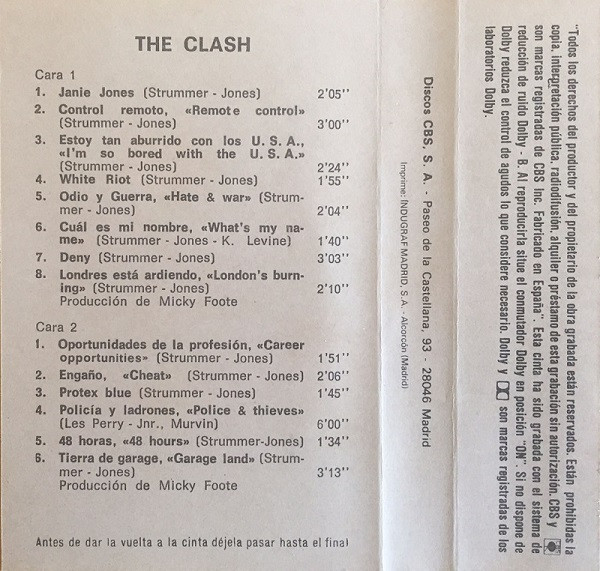 THE CLASH
Cara 1
1. Janie Jones (Strummer - Jones) 2'05''
2. Control remoto, «Remote control»
(Strummer - Jones) 3'00''
3. Estoy tan aburrido con los U. S. A.,
«I'm so bored with the U. S. A.»
(Strummer - Jones) 2'24''
4. White Riot (Strummer - Jones) 1'55''
5. Odio y Guerra, «Hate & war» (Strum-
mer - Jones) 2'04''
6. Cuál es mi nombre, «What's my na-
me» (Strummer - Jones - K. Levine) 1'40''
7. Deny (Strummer - Jones) 3'03''
8. Londres está ardiendo, «London's burn-
ing» (Strummer - Jones) 2'10''
Producción de Micky Foote
Cara 2
1. Oportunidades de la profesión, «Career
opportunities» (Strummer - Jones) 1'51''
2. Engaño, «Cheat» (Strummer - Jones) 2'06''
3. Protex blue (Strummer - Jones) 1'45''
4. Policía y ladrones, «Police & thieves»
(Les Perry - Jnr., Murvin) 6'00''
5. 48 horas, «48 hours» (Strummer-Jones) 1'34''
6. Tierra de garage, «Garage land» (Strum-
mer - Jones) 3'13''
Producción de Micky Foote
Antes de dar la vuelta a la cinta déjela pasar hasta el final
Discos CBS, S. A. - Paseo de la Castellana, 93 - 28046 Madrid
Imprime: INDUGRAF MADRID, S.A. - Alcorcón (Madrid)
"Todos los derechos del productor y del propietario de la obra grabada están reservados. Están prohibidas la
copia, interpretación pública, radiodifusión, alquiler o préstamo de esta grabación sin autorización. CBS y
son marcas registradas de CBS Inc. Fabricado en España". Esta cinta ha sido grabada con el sistema de
reducción de ruido Dolby - B. Al reproducirla situe el conmutador Dolby en posición "ON". Si no dispone de
Dolby reduzca el control de agudos lo que considere necesario. Dolby y son marcas registradas de los
laboratorios Dolby.